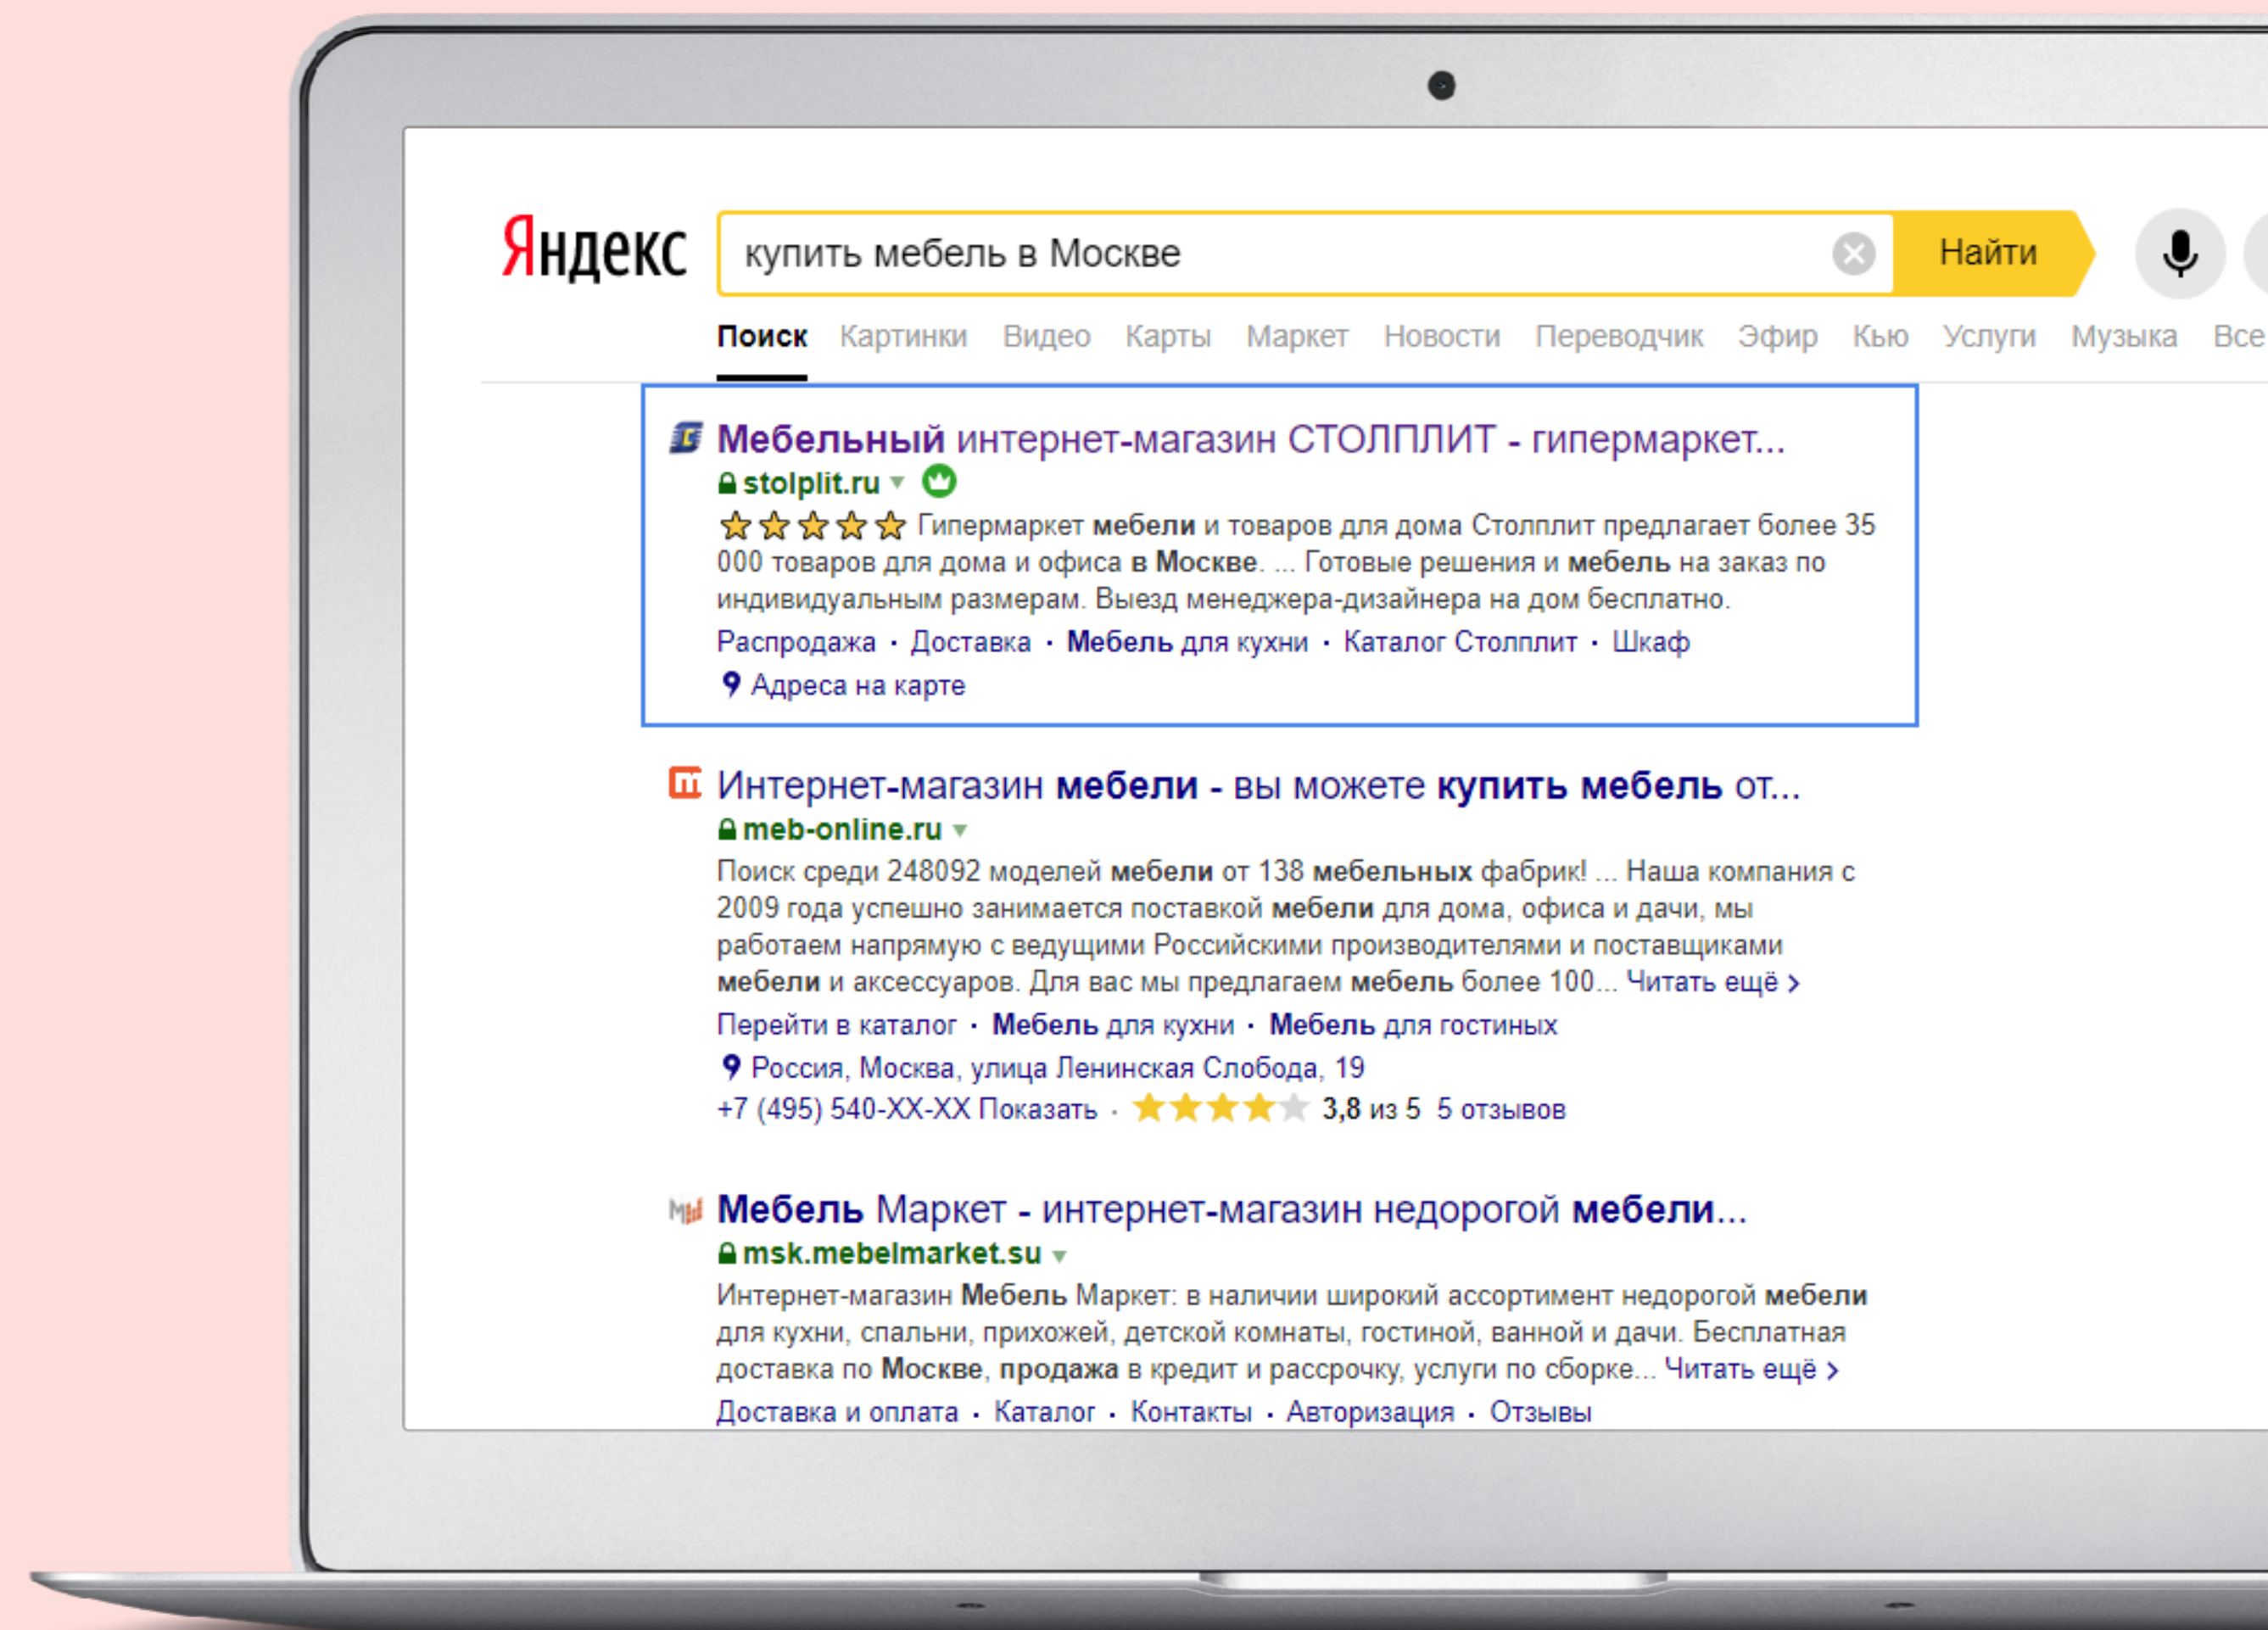 Яндекс
купить мебель в Москве
Найти
Поиск Картинки Видео Карты Маркет Новости Переводчик Эфир Кью Услуги Музыка Все
Мебельный интернет-магазин СТОЛПЛИТ - гипермаркет...
stolplit.ru
Гипермаркет мебели и товаров для дома Столплит предлагает более 35
000 товаров для дома и офиса в Москве. ... Готовые решения и мебель на заказ по
индивидуальным размерам. Выезд менеджера-дизайнера на дом бесплатно.
Распродажа · Доставка · Мебель для кухни · Каталог Столплит · Шкаф
Адреса на карте
Интернет-магазин мебели - вы можете купить мебель от...
meb-online.ru
Поиск среди 248092 моделей мебели от 138 мебельных фабрик! ... Наша компания с
2009 года успешно занимается поставкой мебели для дома, офиса и дачи, мы
работаем напрямую с ведущими Российскими производителями и поставщиками
мебели и аксессуаров. Для вас мы предлагаем мебель более 100... Читать ещё >
Перейти в каталог · Мебель для кухни · Мебель для гостиных
Россия, Москва, улица Ленинская Слобода, 19
+7 (495) 540-XX-XX Показать · 3,8 из 5 5 отзывов
Мебель Маркет - интернет-магазин недорогой мебели...
msk.mebelmarket.su
Интернет-магазин Мебель Маркет: в наличии широкий ассортимент недорогой мебели
для кухни, спальни, прихожей, детской комнаты, гостиной, ванной и дачи. Бесплатная
доставка по Москве, продажа в кредит и рассрочку, услуги по сборке... Читать ещё >
Доставка и оплата · Каталог · Контакты · Авторизация · Отзывы